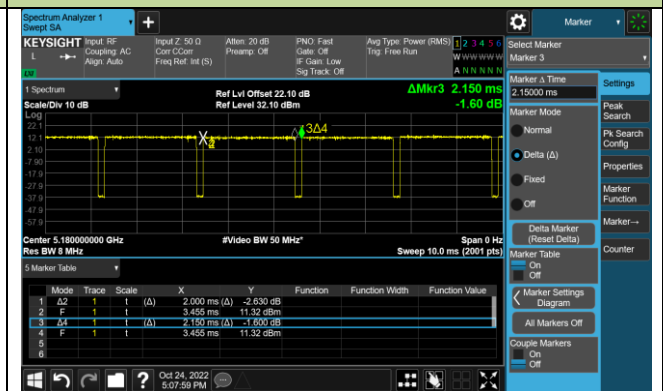 Spectrum Analyzer 1
Swept SA
+
Marker
KEYSIGHT Input: RF Input Z: 50 Ω Atten: 20 dB PNO: Fast Avg Type: Power (RMS) 1 2 3 4 5 6
L Coupling: AC Corr CCorr Preamp: Off Gate: Off Trig: Free Run W W W W W W
Align: Auto Freq Ref: Int (S) IF Gain: Low
Sig Track: Off A N N N N N
Select Marker
Marker 3
1 Spectrum
Ref Lvl Offset 22.10 dB ΔMkr3 2.150 ms
Scale/Div 10 dB Ref Level 32.10 dBm -1.60 dB
Log
22.1
12.1
2.10
-7.90
-17.9
-27.9
-37.9
-47.9
-57.9
X
3Δ4
Center 5.180000000 GHz #Video BW 50 MHz* Span 0 Hz
Res BW 8 MHz Sweep 10.0 ms (2001 pts)
5 Marker Table
Mode Trace Scale X Y Function Function Width Function Value
1 Δ2 1 t (Δ) 2.000 ms (Δ) -2.630 dB
2 F 1 t 3.455 ms 11.32 dBm
3 Δ4 1 t (Δ) 2.150 ms (Δ) -1.600 dB
4 F 1 t 3.455 ms 11.32 dBm
5
6
Marker Δ Time
2.15000 ms
Marker Mode
Normal
Delta (Δ)
Fixed
Off
Delta Marker
(Reset Delta)
Marker Table
On
Off
Marker Settings
Diagram
All Markers Off
Couple Markers
On
Off
Settings
Peak
Search
Pk Search
Config
Properties
Marker
Function
Marker→
Counter
?
Oct 24, 2022
5:07:59 PM